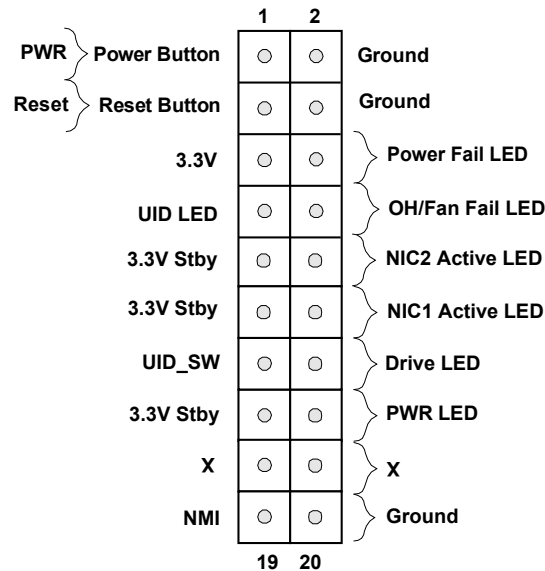 1 2
PWR Power Button Ground
Reset Reset Button Ground
3.3V Power Fail LED
UID LED OH/Fan Fail LED
3.3V Stby NIC2 Active LED
3.3V Stby NIC1 Active LED
UID_SW Drive LED
3.3V Stby PWR LED
X X
NMI Ground
19 20